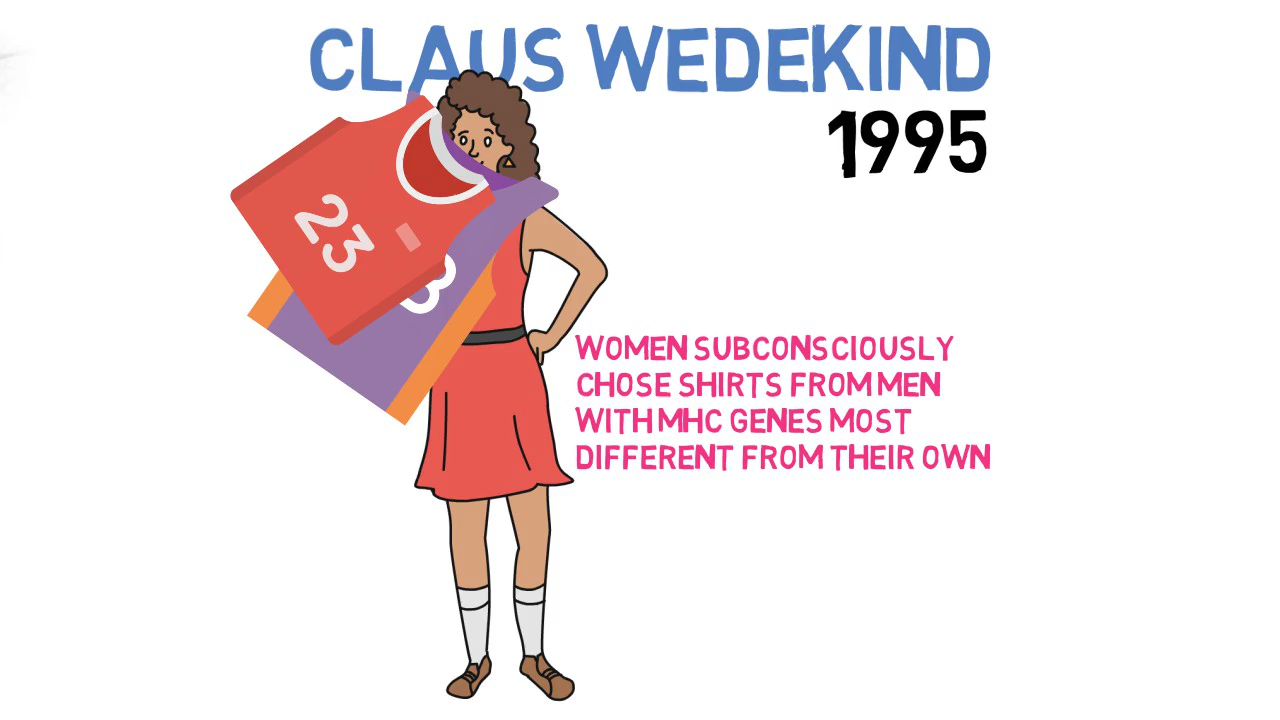 CLAUS WEDEKIND
1995
23
3
WOMEN SUBCONSCIOUSLY
CHOSE SHIRTS FROM MEN
WITH MHC GENES MOST
DIFFERENT FROM THEIR OWN